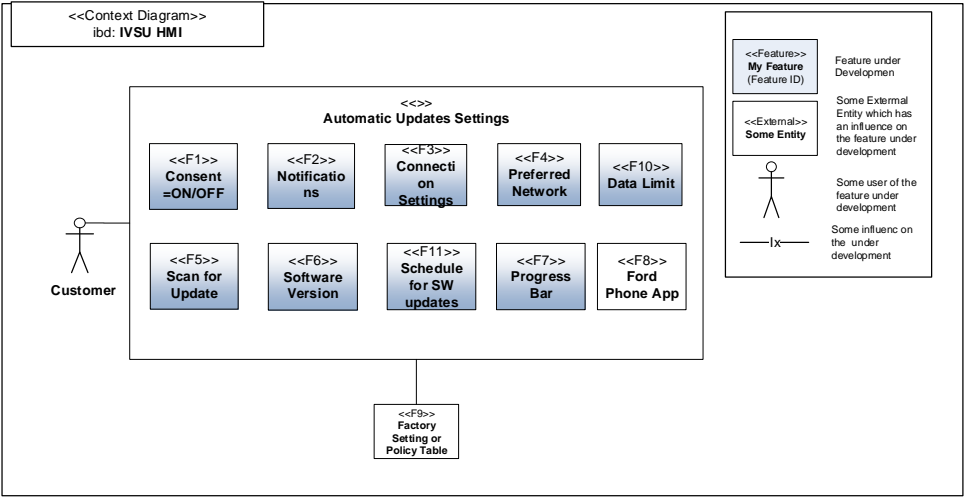 <<Context Diagram>>
ibd: IVSU HMI
<<>>
Automatic Updates Settings
<<F1>>
Consent
=ON/OFF
<<F2>>
Notificatio
ns
<<F3>>
Connecti
on
Settings
<<F4>>
Preferred
Network
<<F10>>
Data Limit
<<F5>>
Scan for
Update
<<F6>>
Software
Version
<<F11>>
Schedule
for SW
updates
<<F7>>
Progress
Bar
<<F8>>
Ford
Phone App
Customer
<<F9>>
Factory
Setting or
Policy Table
<<Feature>>
My Feature
(Feature ID)
Feature under
Developmen
<<External>>
Some Entity
Some External
Entity which has
an influence on
the feature under
development
Some user of the
feature under
development
Ix
Some influenc on
the under
development